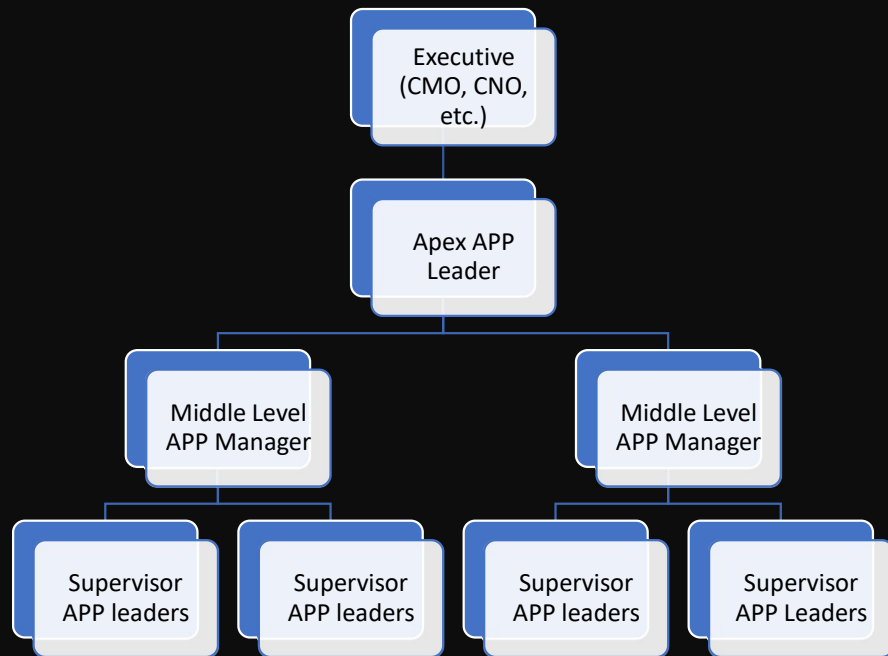 Executive
(CMO, CNO,
etc.)
Apex APP
Leader
Middle Level
APP Manager
Middle Level
APP Manager
Supervisor
APP leaders
Supervisor
APP leaders
Supervisor
APP leaders
Supervisor
APP Leaders